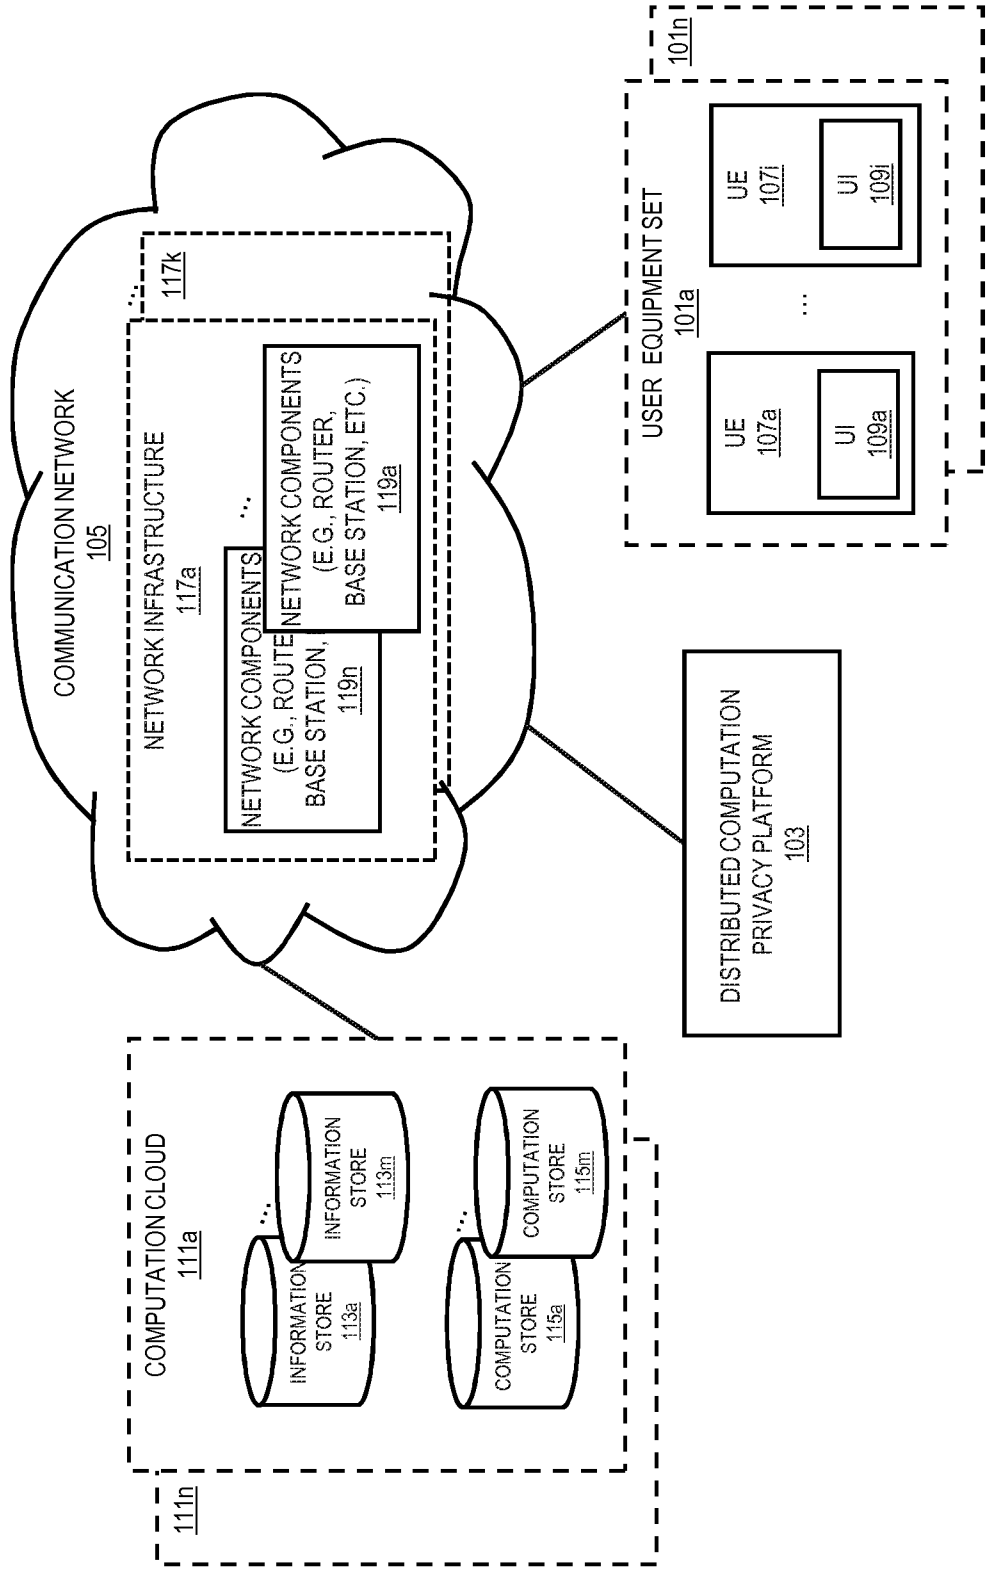 COMPUTATION CLOUD
111a
111n
INFORMATION
STORE
113a
...
INFORMATION
STORE
113m
COMPUTATION
STORE
115a
...
COMPUTATION
STORE
115m
COMMUNICATION NETWORK
105
NETWORK INFRASTRUCTURE
117a
...
117k
NETWORK COMPONENTS
(E.G., ROUTE
BASE STATION,
119n
...
NETWORK COMPONENTS
(E.G., ROUTER,
BASE STATION, ETC.)
119a
DISTRIBUTED COMPUTATION
PRIVACY PLATFORM
103
USER EQUIPMENT SET
101a
101n
UE
107a
UI
109a
...
UE
107i
UI
109i